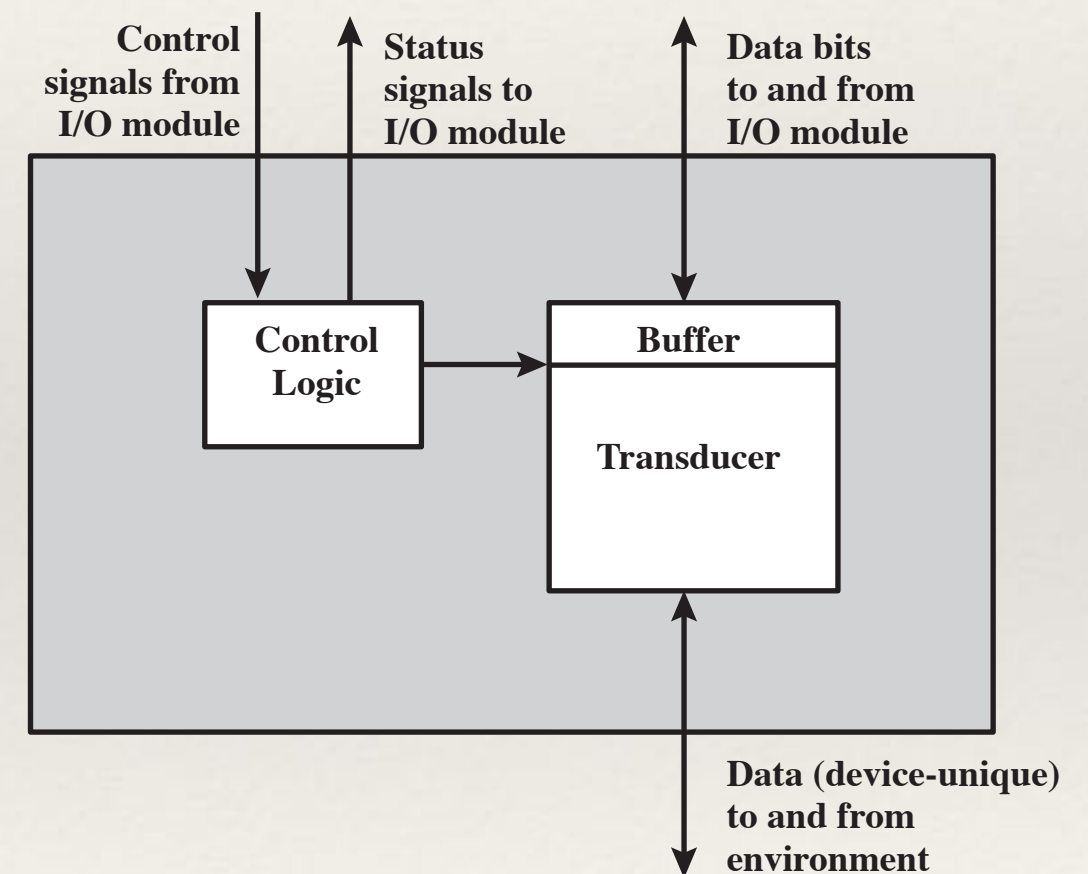 Control
signals from
I/O module
Status
signals to
I/O module
Data bits
to and from
I/O module
Control
Logic
Buffer
Transducer
Data (device-unique)
to and from
environment